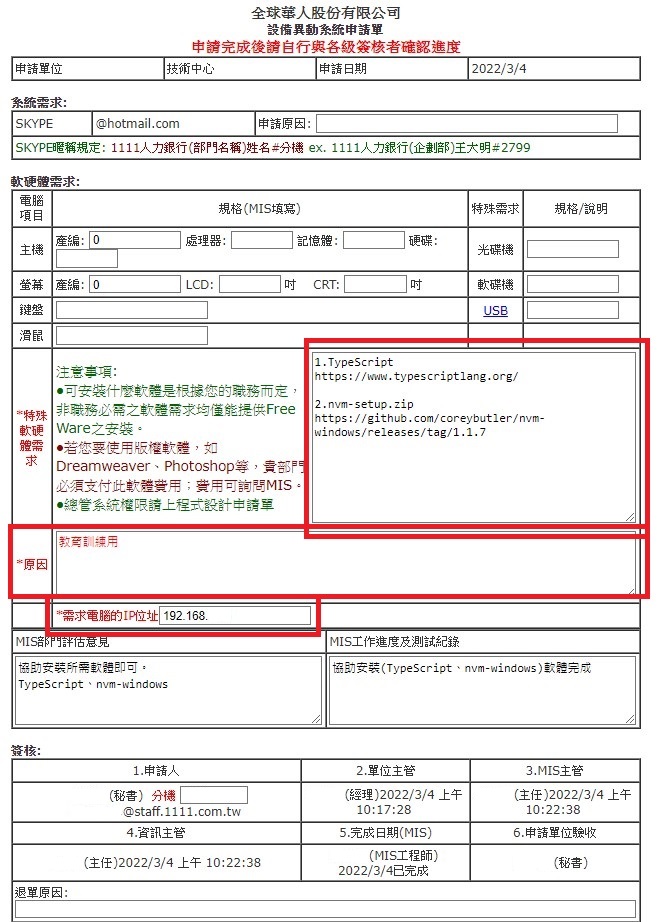 全球華人股份有限公司
設備異動系統申請單
申請完成後請自行與各級簽核者確認進度
申請單位 技術中心 申請日期 2022/3/4
系統需求:
SKYPE @hotmail.com 申請原因:
SKYPE暱稱規定: 1111人力銀行(部門名稱)姓名#分機 ex. 1111人力銀行(企劃部)王大明#2799
軟硬體需求:
電腦項目 規格(MIS填寫) 特殊需求 規格/說明
主機 產編: 0 處理器: 記憶體: 硬碟: 光碟機
螢幕 產編: 0 LCD: 吋 CRT: 吋 軟碟機
鍵盤 USB
滑鼠
*特殊軟硬體需求
注意事項:
●可安裝什麼軟體是根據您的職務而定，
非職務必需之軟體需求均僅能提供Free
Ware之安裝。
●若您要使用版權軟體，如
Dreamweaver、Photoshop等，貴部門
必須支付此軟體費用；費用可詢問MIS。
●總管系統權限請上程式設計申請單
1.TypeScript
https://www.typescriptlang.org/
2.nvm-setup.zip
https://github.com/coreybutler/nvm-
windows/releases/tag/1.1.7
*原因 教育訓練用
*需求電腦的IP位址 192.168.
MIS部門評估意見 MIS工作進度及測試紀錄
協助安裝所需軟體即可。
TypeScript、nvm-windows
協助安裝(TypeScript、nvm-windows)軟體完成
簽核:
1.申請人 2.單位主管 3.MIS主管
(秘書) 分機
@staff.1111.com.tw
(經理)2022/3/4 上午
10:17:28
(主任)2022/3/4 上午
10:22:38
4.資訊主管 5.完成日期(MIS) 6.申請單位驗收
(主任)2022/3/4 上午 10:22:38
(MIS工程師)
2022/3/4已完成
(秘書)
退單原因: